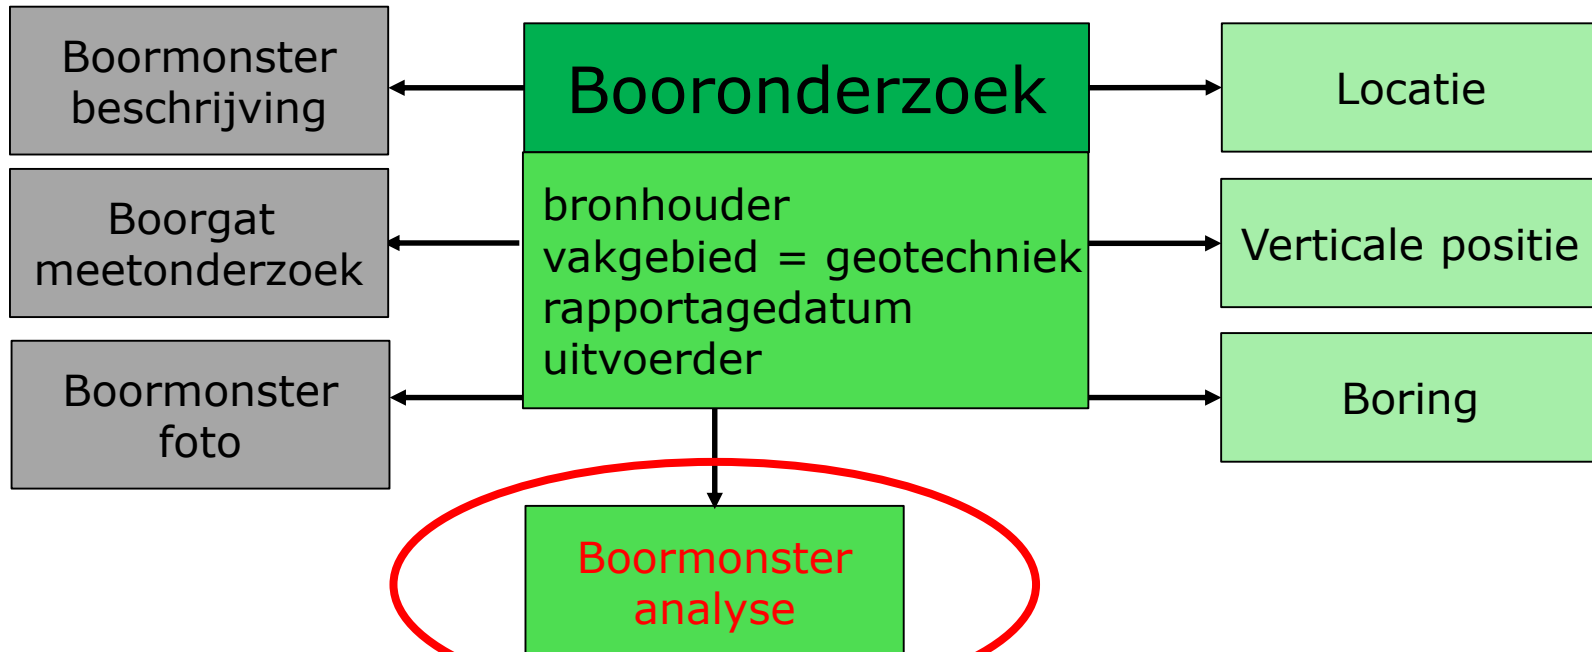 Boormonster
beschrijving
Booronderzoek
Locatie
Boorgat
meetonderzoek
bronhouder
vakgebied = geotechniek
rapportagedatum
uitvoerder
Verticale positie
Boormonster
foto
Boring
Boormonster
analyse